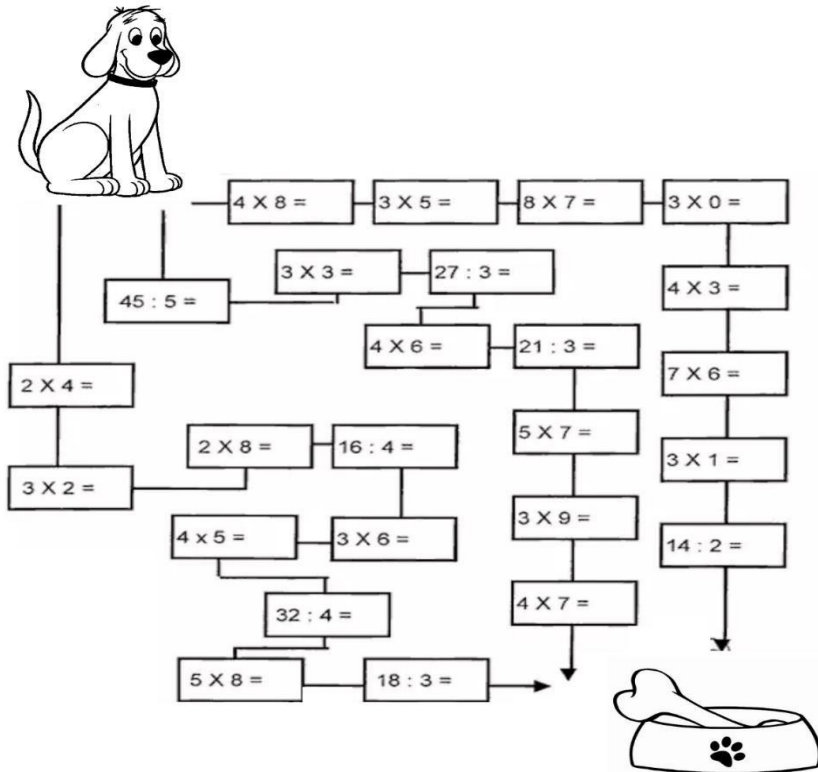 4 X 8 = 3 X 5 = 8 X 7 = 3 X 0 =
3 X 3 = 27 : 3 =
45 : 5 = 4 X 3 =
4 X 6 = 21 : 3 =
2 X 4 = 7 X 6 =
5 X 7 =
2 X 8 = 16 : 4 = 3 X 1 =
3 X 2 =
3 X 9 =
4 x 5 = 3 X 6 = 14 : 2 =
32 : 4 = 4 X 7 =
5 X 8 = 18 : 3 =